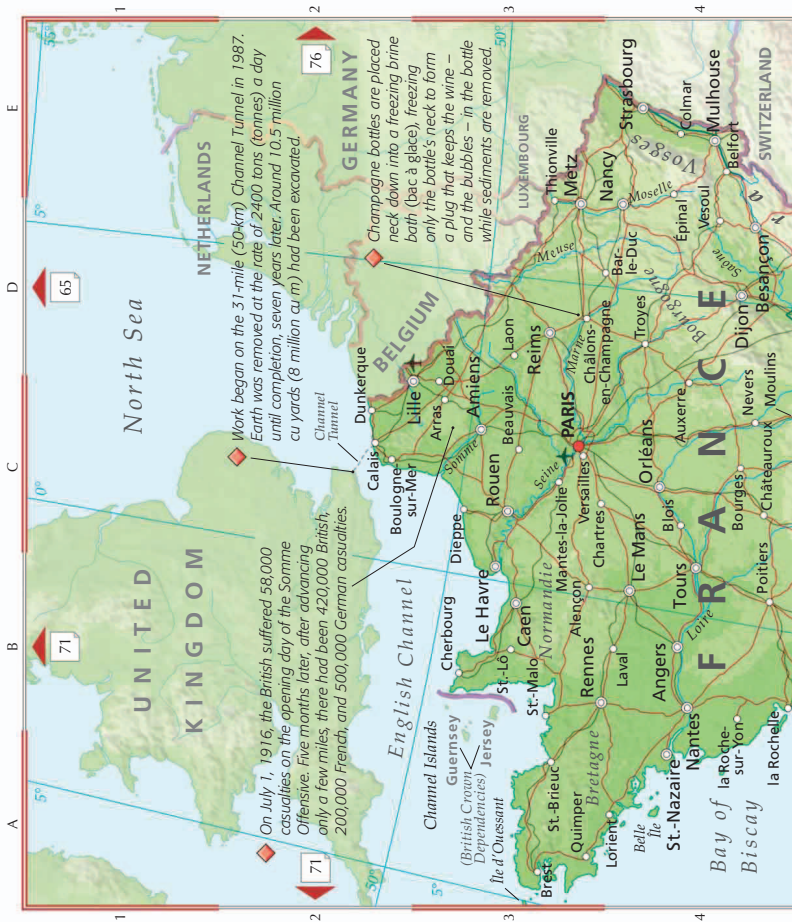 A
B
C
D
E
1
2
3
4
1
2
3
4
71
65
71
76
5°
0°
5°
55°
50°
50°
5°
North Sea
UNITED
KINGDOM
NETHERLANDS
GERMANY
BELGIUM
LUXEMBOURG
SWITZERLAND
FRANCE
On July 1, 1916, the British suffered 58,000
casualties on the opening day of the Somme
Offensive. Five months later, after advancing
only a few miles, there had been 420,000 British,
200,000 French, and 500,000 German casualties.
Work began on the 31-mile (50-km) Channel Tunnel in 1987.
Earth was removed at the rate of 2400 tons (tonnes) a day
until completion, seven years later. Around 10.5 million
cu yards (8 million cu m) had been excavated.
Champagne bottles are placed
neck down into a freezing brine
bath (bac à glace), freezing
only the bottle's neck to form
a plug that keeps the wine –
and the bubbles – in the bottle
while sediments are removed.
English Channel
Channel
Tunnel
Channel Islands
Guernsey
Jersey
(British Crown
Dependencies)
Île d'Ouessant
Dunkerque
Calais
Boulogne-
sur-Mer
Lille
Douai
Arras
Somme
Amiens
Dieppe
Rouen
Beauvais
Laon
Reims
Meuse
Thionville
Metz
Nancy
Moselle
Strasbourg
Colmar
Mulhouse
Belfort
Vosges
Épinal
Vesoul
Saône
Besançon
Dijon
Bourgogne
Bar-
le-Duc
Châlons-
en-Champagne
Marne
Troyes
Cherbourg
Le Havre
Caen
St.-Lô
St.-Malo
Normandie
Seine
Mantes-la-Jolie
PARIS
Versailles
Chartres
Alençon
Le Mans
Orléans
Auxerre
Blois
Tours
Bourges
Nevers
Moulins
Châteauroux
Poitiers
Loire
Angers
Laval
Rennes
St.-Brieuc
Bretagne
Brest
Quimper
Lorient
Belle
Île
St-Nazaire
Nantes
la Roche-
sur-Yon
la Rochelle
Bay of
Biscay